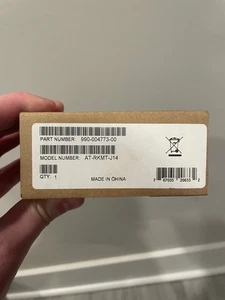 PART NUMBER: 990-004773-00
MODEL NUMBER: AT-RKMT-J14
QTY. 1
MADE IN CHINA